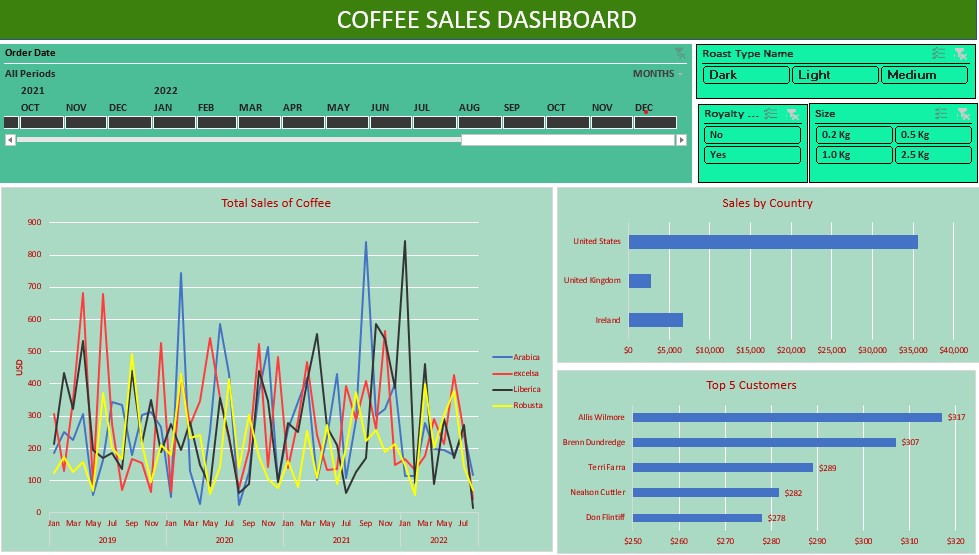 COFFEE SALES DASHBOARD
Order Date
All Periods MONTHS
2021 2022
OCT NOV DEC JAN FEB MAR APR MAY JUN JUL AUG SEP OCT NOV DEC
Roast Type Name
Dark Light Medium
Royalty ...
No
Yes
Size
0.2 Kg 0.5 Kg
1.0 Kg 2.5 Kg
Total Sales of Coffee
900
800
700
600
500
400
300
200
100
0
USD
Jan Mar May Jul Sep Nov Jan Mar May Jul Sep Nov Jan Mar May Jul Sep Nov Jan Mar May Jul
2019 2020 2021 2022
Arabica
excelsa
Liberica
Robusta
Sales by Country
United States
United Kingdom
Ireland
$0 $5,000 $10,000 $15,000 $20,000 $25,000 $30,000 $35,000 $40,000
Top 5 Customers
Allis Wilmore $317
Brenn Dundredge $307
Terri Farra $289
Nealson Cuttler $282
Don Flintiff $278
$250 $260 $270 $280 $290 $300 $310 $320